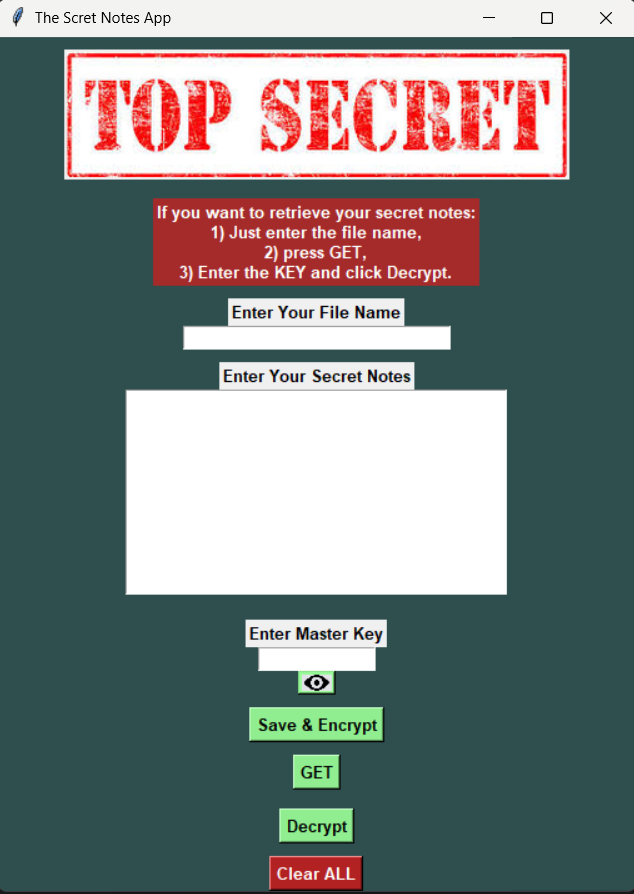 The Scret Notes App
TOP SECRET
If you want to retrieve your secret notes:
1) Just enter the file name,
2) press GET,
3) Enter the KEY and click Decrypt.
Enter Your File Name
Enter Your Secret Notes
Enter Master Key
Save & Encrypt
GET
Decrypt
Clear ALL